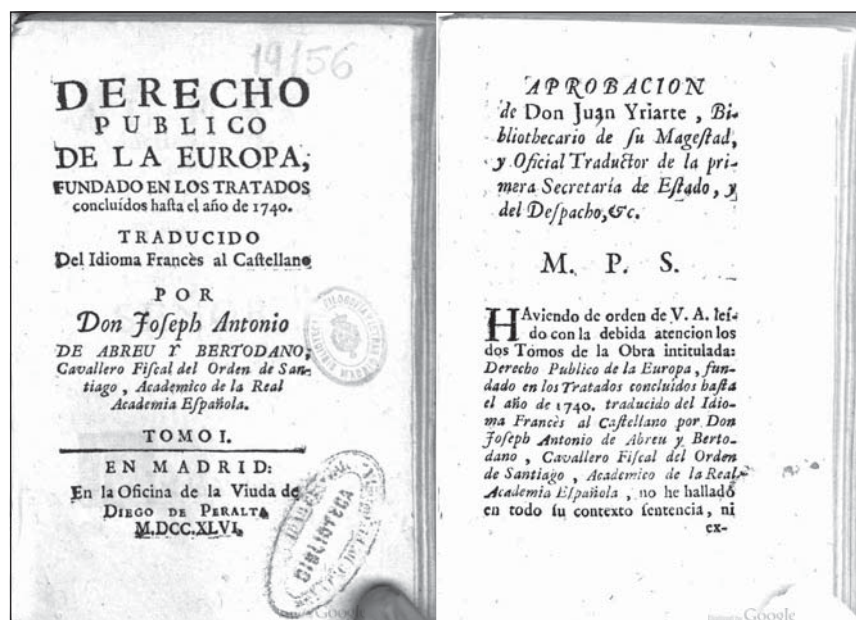 19/56
DERECHO
PUBLICO
DE LA EUROPA,
FUNDADO EN LOS TRATADOS
concluídos haſta el año de 1740.
TRADUCIDO
Del Idioma Francès al Caſtellano
POR
Don Joſeph Antonio
DE ABREU Y BERTODANO,
Cavallero Fiſcal del Orden de San-
tiago, Academico de la Real
Academia Eſpañola.
TOMO I.
EN MADRID:
En la Oficina de la Viuda de
DIEGO DE PERALTA
M.DCC.XLVI.
BIBLIOTECA
Google
APROBACION
de Don Juan Yriarte, Bi-
bliothecario de ſu Mageſtad,
y Oficial Traductor de la pri-
mera Secretaría de Eſtado, y
del Deſpacho, &c.
M. P. S.
HAviendo de orden de V. A. leí-
do con la debida atencion los
dos Tomos de la Obra intitulada:
Derecho Publico de la Europa, fun-
dado en los Tratados concluídos haſta
el año de 1740. traducido del Idio-
ma Francès al Caſtellano por Don
Joſeph Antonio de Abreu y Berto-
dano, Cavallero Fiſcal del Orden
de Santiago, Academico de la Real
Academia Eſpañola, no he hallado
en todo ſu contexto ſentencia, ni
ex-
Google